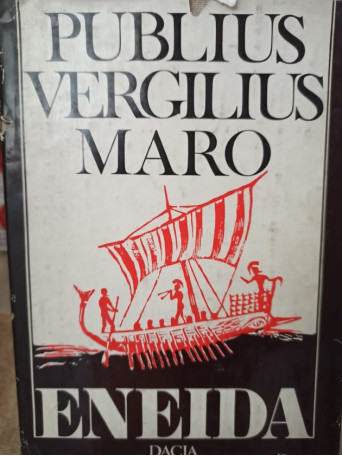 PUBLIUS
VERGILIUS
MARO
ENEIDA
DACIA